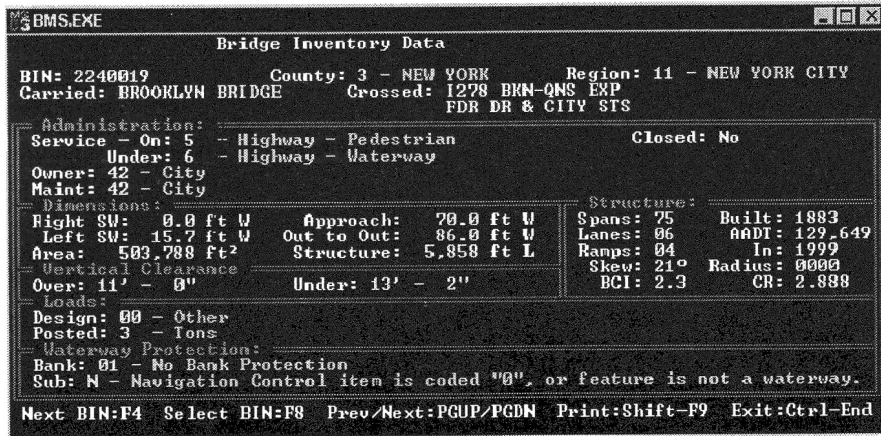 BMS.EXE
Bridge Inventory Data
BIN: 2240019 County: 3 - NEW YORK Region: 11 - NEW YORK CITY
Carried: BROOKLYN BRIDGE Crossed: I278 BKN-QNS EXP
FDR DR & CITY STS
Administration:
Service - On: 5 - Highway - Pedestrian Closed: No
Under: 6 - Highway - Waterway
Owner: 42 - City
Maint: 42 - City
Dimensions: Structure:
Right SW: 0.0 ft W Approach: 70.0 ft W Spans: 75 Built: 1883
Left SW: 15.7 ft W Out to Out: 86.0 ft W Lanes: 06 AADT: 129,649
Area: 503,788 ft² Structure: 5,858 ft L Ramps: 04 In: 1999
Vertical Clearance Skew: 21º Radius: 0000
Over: 11' - 0" Under: 13' - 2" BCI: 2.3 CR: 2.888
Loads:
Design: 00 - Other
Posted: 3 - Tons
Waterway Protection:
Bank: 01 - No Bank Protection
Sub: N - Navigation Control item is coded "0", or feature is not a waterway.
Next BIN:F4 Select BIN:F8 Prev/Next:PGUP/PGDN Print:Shift-F9 Exit:Ctrl-End